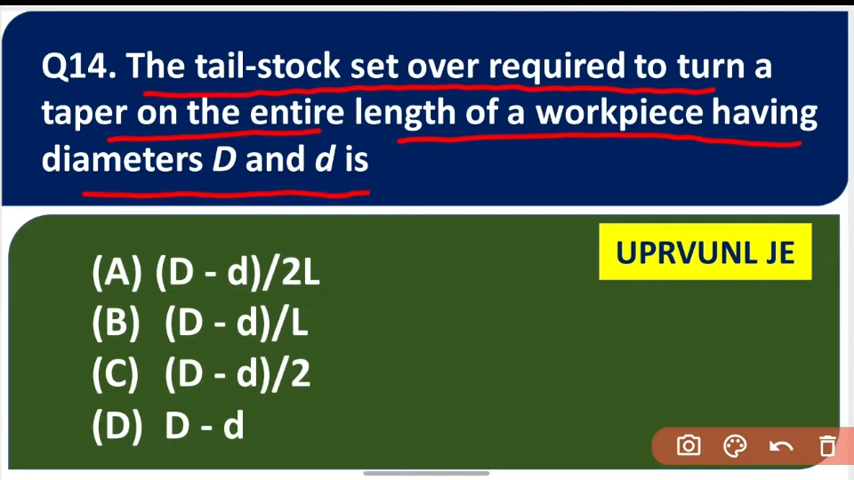 Q14. The tail-stock set over required to turn a
taper on the entire length of a workpiece having
diameters D and d is
UPRVUNL JE
(A) (D - d)/2L
(B) (D - d)/L
(C) (D - d)/2
(D) D - d